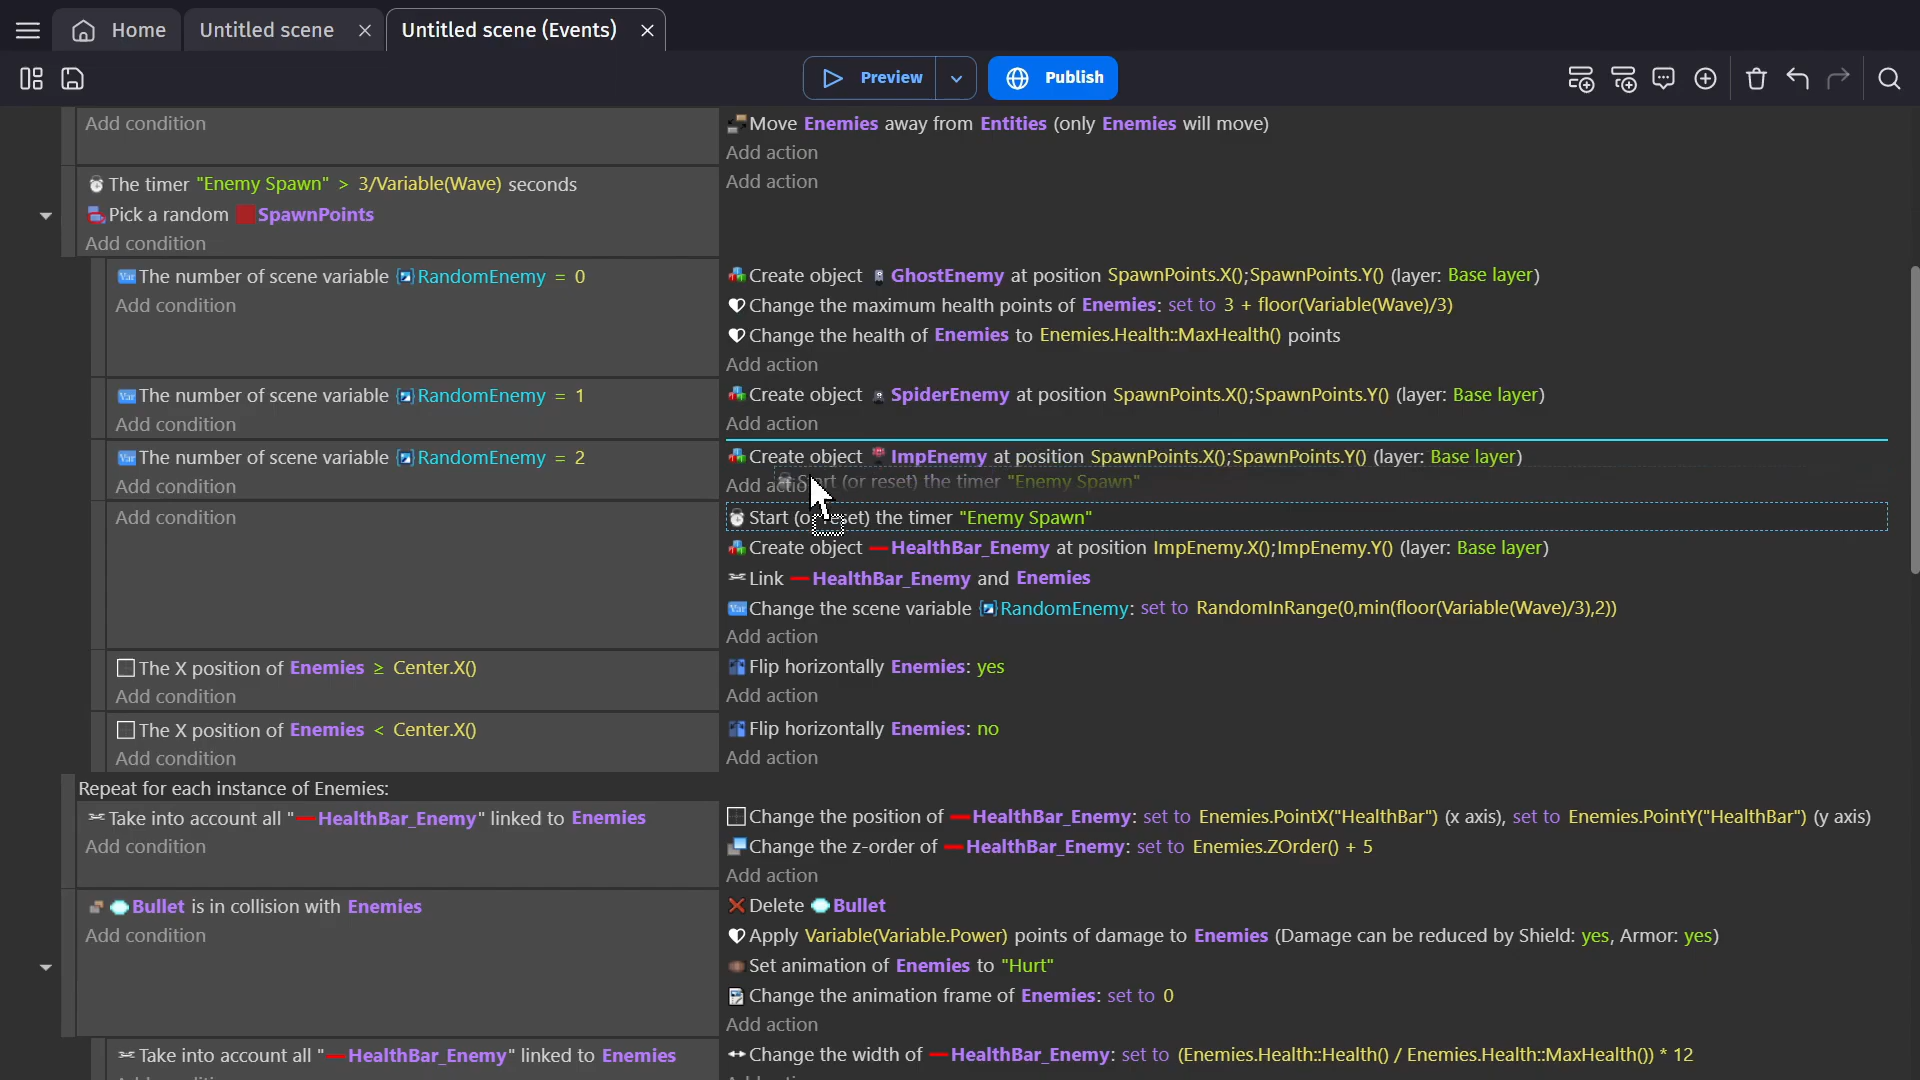 Home
Untitled scene
Untitled scene (Events)
Preview
Publish
Add condition
Move Enemies away from Entities (only Enemies will move)
Add action
The timer "Enemy Spawn" > 3/Variable(Wave) seconds
Add action
Pick a random SpawnPoints
Add condition
The number of scene variable RandomEnemy = 0
Create object GhostEnemy at position SpawnPoints.X();SpawnPoints.Y() (layer: Base layer)
Add condition
Change the maximum health points of Enemies: set to 3 + floor(Variable(Wave)/3)
Change the health of Enemies to Enemies.Health::MaxHealth() points
Add action
The number of scene variable RandomEnemy = 1
Create object SpiderEnemy at position SpawnPoints.X();SpawnPoints.Y() (layer: Base layer)
Add condition
Add action
The number of scene variable RandomEnemy = 2
Create object ImpEnemy at position SpawnPoints.X();SpawnPoints.Y() (layer: Base layer)
Add condition
Add action
Start (or reset) the timer "Enemy Spawn"
Add condition
Start (or reset) the timer "Enemy Spawn"
Create object HealthBar_Enemy at position ImpEnemy.X();ImpEnemy.Y() (layer: Base layer)
Link HealthBar_Enemy and Enemies
Change the scene variable RandomEnemy: set to RandomInRange(0,min(floor(Variable(Wave)/3),2))
Add action
The X position of Enemies ≥ Center.X()
Flip horizontally Enemies: yes
Add condition
Add action
The X position of Enemies < Center.X()
Flip horizontally Enemies: no
Add condition
Add action
Repeat for each instance of Enemies:
Take into account all "HealthBar_Enemy" linked to Enemies
Change the position of HealthBar_Enemy: set to Enemies.PointX("HealthBar") (x axis), set to Enemies.PointY("HealthBar") (y axis)
Add condition
Change the z-order of HealthBar_Enemy: set to Enemies.ZOrder() + 5
Add action
Bullet is in collision with Enemies
Delete Bullet
Add condition
Apply Variable(Variable.Power) points of damage to Enemies (Damage can be reduced by Shield: yes, Armor: yes)
Set animation of Enemies to "Hurt"
Change the animation frame of Enemies: set to 0
Add action
Take into account all "HealthBar_Enemy" linked to Enemies
Change the width of HealthBar_Enemy: set to (Enemies.Health::Health() / Enemies.Health::MaxHealth()) * 12